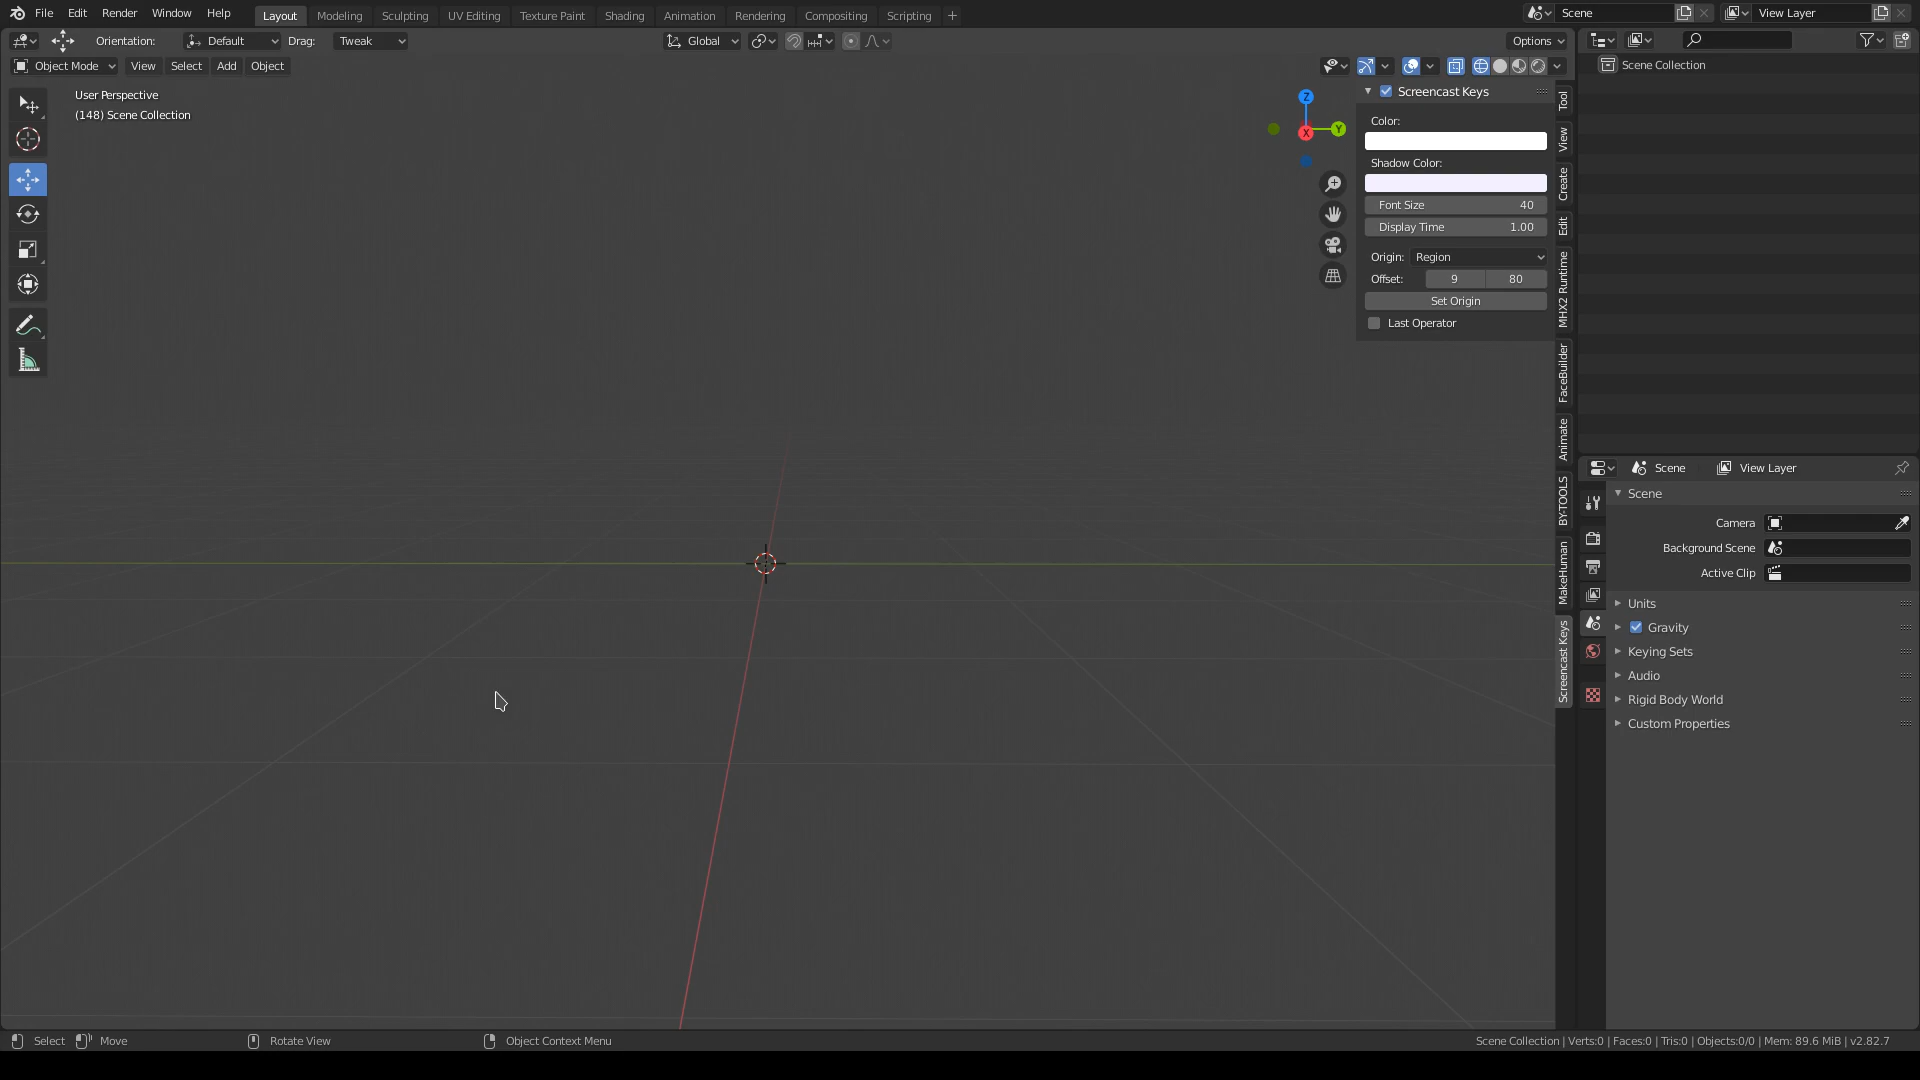 File Edit Render Window Help Layout Modeling Sculpting UV Editing Texture Paint Shading Animation Rendering Compositing Scripting + Scene View Layer
Orientation: Default Drag: Tweak Global Options
Object Mode View Select Add Object
User Perspective
(148) Scene Collection
Z
Y
X
Screencast Keys
Color:
Shadow Color:
Font Size 40
Display Time 1.00
Origin: Region
Offset: 9 80
Set Origin
Last Operator
Tool
View
Create
Edit
MHX2 Runtime
FaceBuilder
Animate
BY-TOOLS
MakeHuman
Screencast Keys
Scene Collection
Scene View Layer
Scene
Camera
Background Scene
Active Clip
Units
Gravity
Keying Sets
Audio
Rigid Body World
Custom Properties
Select Move Rotate View Object Context Menu Scene Collection | Verts:0 | Faces:0 | Tris:0 | Objects:0/0 | Mem: 89.6 MiB | v2.82.7